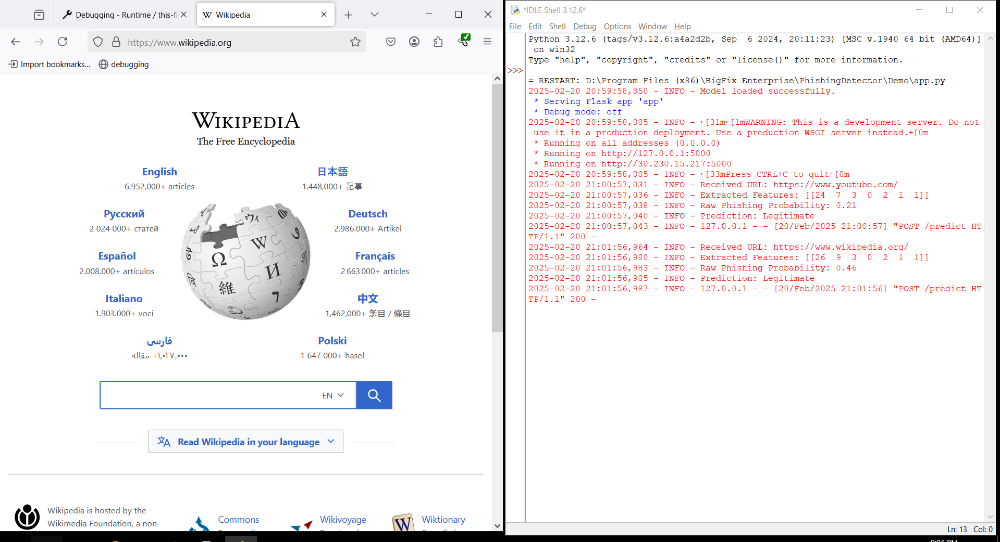 Debugging - Runtime / this-fi
Wikipedia
https://www.wikipedia.org
Import bookmarks...
debugging
WIKIPEDIA
The Free Encyclopedia
English
6,952,000+ articles
日本語
1,448,000+ 記事
Русский
2 024 000+ статей
Deutsch
2.986.000+ Artikel
Español
2.008.000+ artículos
Français
2 663 000+ articles
Italiano
1.903.000+ voci
中文
1,462,000+ 条目 / 條目
فارسی
۱٬۰۲۷٬۰۰۰+ مقاله
Polski
1 647 000+ haseł
EN
Read Wikipedia in your language
Wikipedia is hosted by the
Wikimedia Foundation, a non-
Commons
Wikivoyage
Wiktionary
*IDLE Shell 3.12.6*
File Edit Shell Debug Options Window Help
Python 3.12.6 (tags/v3.12.6:a4a2d2b, Sep  6 2024, 20:11:23) [MSC v.1940 64 bit (AMD64)]
on win32
Type "help", "copyright", "credits" or "license()" for more information.
>>>
= RESTART: D:\Program Files (x86)\BigFix Enterprise\PhishingDetector\Demo\app.py
2025-02-20 20:59:58,850 - INFO - Model loaded successfully.
* Serving Flask app 'app'
* Debug mode: off
2025-02-20 20:59:58,885 - INFO - ←[31m←[1mWARNING: This is a development server. Do not
use it in a production deployment. Use a production WSGI server instead.←[0m
* Running on all addresses (0.0.0.0)
* Running on http://127.0.0.1:5000
* Running on http://30.230.15.217:5000
2025-02-20 20:59:58,885 - INFO - ←[33mPress CTRL+C to quit←[0m
2025-02-20 21:00:57,031 - INFO - Received URL: https://www.youtube.com/
2025-02-20 21:00:57,036 - INFO - Extracted Features: [[24  7  3  0  2  1  1]]
2025-02-20 21:00:57,038 - INFO - Raw Phishing Probability: 0.21
2025-02-20 21:00:57,040 - INFO - Prediction: Legitimate
2025-02-20 21:00:57,043 - INFO - 127.0.0.1 - - [20/Feb/2025 21:00:57] "POST /predict HT
TP/1.1" 200 -
2025-02-20 21:01:56,964 - INFO - Received URL: https://www.wikipedia.org/
2025-02-20 21:01:56,980 - INFO - Extracted Features: [[26  9  3  0  2  1  1]]
2025-02-20 21:01:56,983 - INFO - Raw Phishing Probability: 0.46
2025-02-20 21:01:56,985 - INFO - Prediction: Legitimate
2025-02-20 21:01:56,987 - INFO - 127.0.0.1 - - [20/Feb/2025 21:01:56] "POST /predict HT
TP/1.1" 200 -
Ln: 13 Col: 0